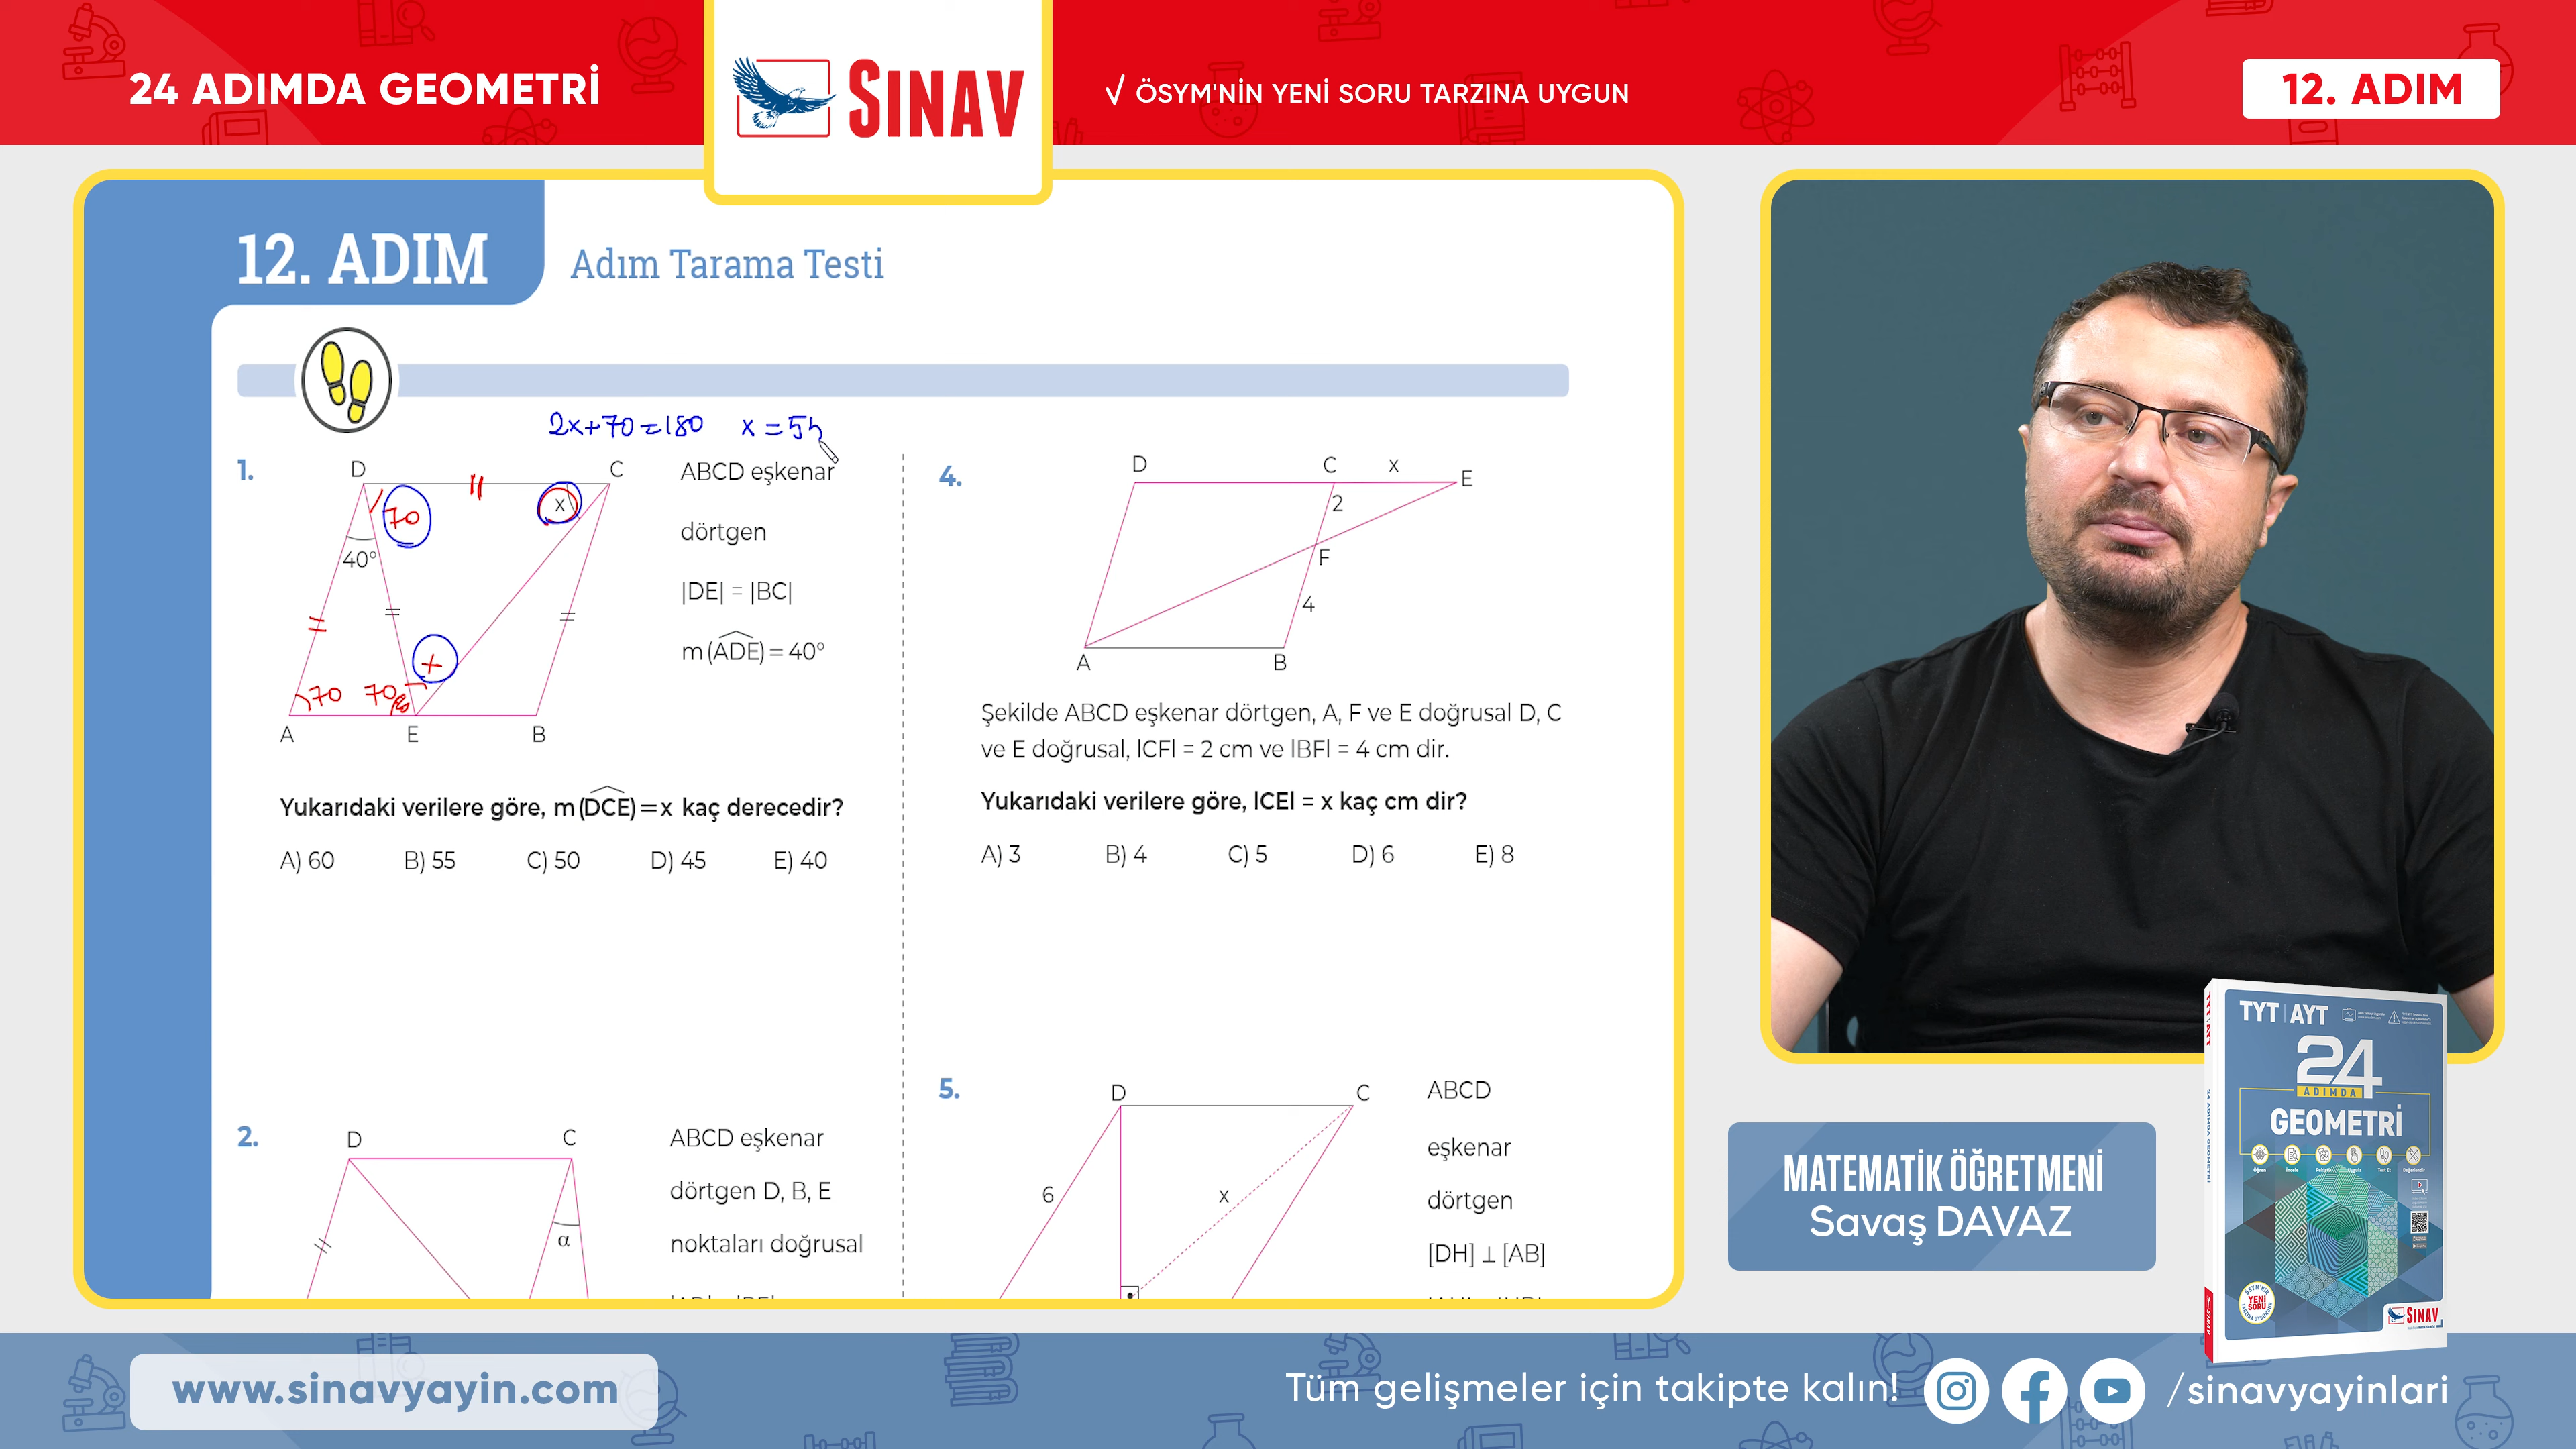 24 ADIMDA GEOMETRİ
SINAV
√ ÖSYM'NİN YENİ SORU TARZINA UYGUN
12. ADIM
12. ADIM
Adım Tarama Testi
2x+70=180 x=55
1.
D
C
70
x
40°
x
70 70
A E B
ABCD eşkenar
dörtgen
|DE| = |BC|
m(ADE) = 40°
Yukarıdaki verilere göre, m(DCE) = x kaç derecedir?
A) 60 B) 55 C) 50 D) 45 E) 40
2.
D C
α
ABCD eşkenar
dörtgen D, B, E
noktaları doğrusal
4.
D C x E
2
F
4
A B
Şekilde ABCD eşkenar dörtgen, A, F ve E doğrusal D, C
ve E doğrusal, lCFl = 2 cm ve lBFl = 4 cm dir.
Yukarıdaki verilere göre, lCEl = x kaç cm dir?
A) 3 B) 4 C) 5 D) 6 E) 8
5.
D C
6 x
ABCD
eşkenar
dörtgen
[DH] ⊥ [AB]
MATEMATİK ÖĞRETMENİ
Savaş DAVAZ
TYT AYT
24
ADIMDA
GEOMETRİ
YENİ
SORU
SINAV
www.sinavyayin.com
Tüm gelişmeler için takipte kalın!
/sinavyayinlari